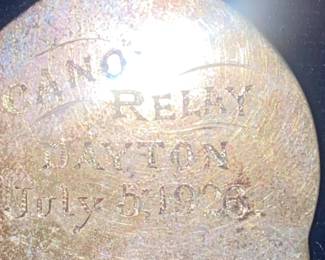 CANOE
RELAY
DAYTON
July 5, 1926.